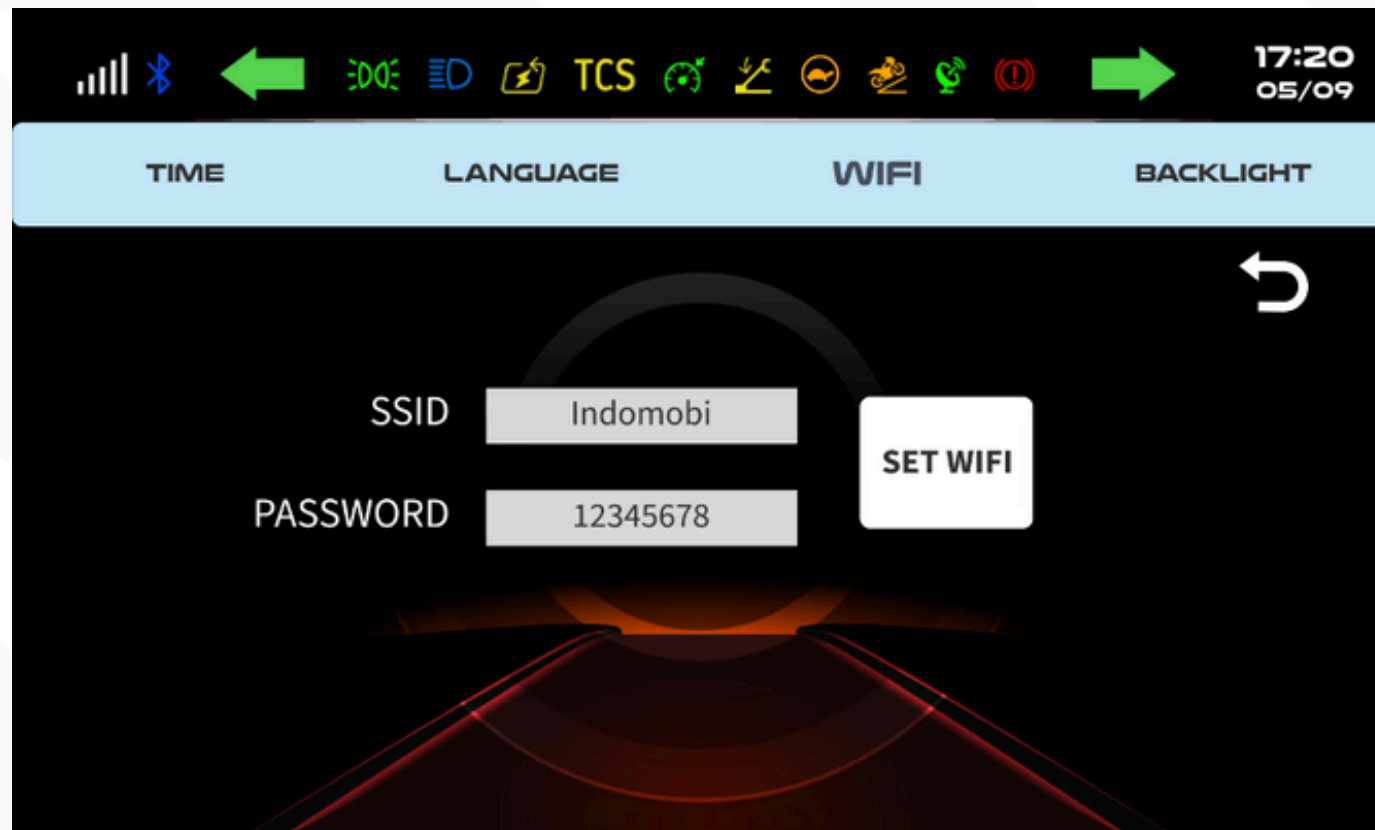 TCS
17:20
05/09
TIME LANGUAGE WIFI BACKLIGHT
SSID Indomobi
SET WIFI
PASSWORD 12345678